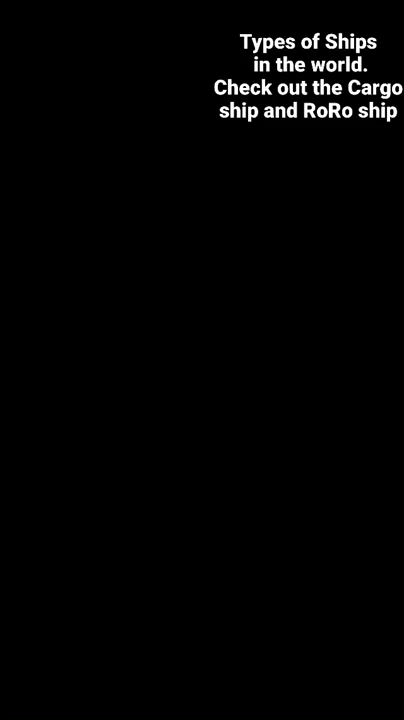 Types of Ships
in the world.
Check out the Cargo
ship and RoRo ship